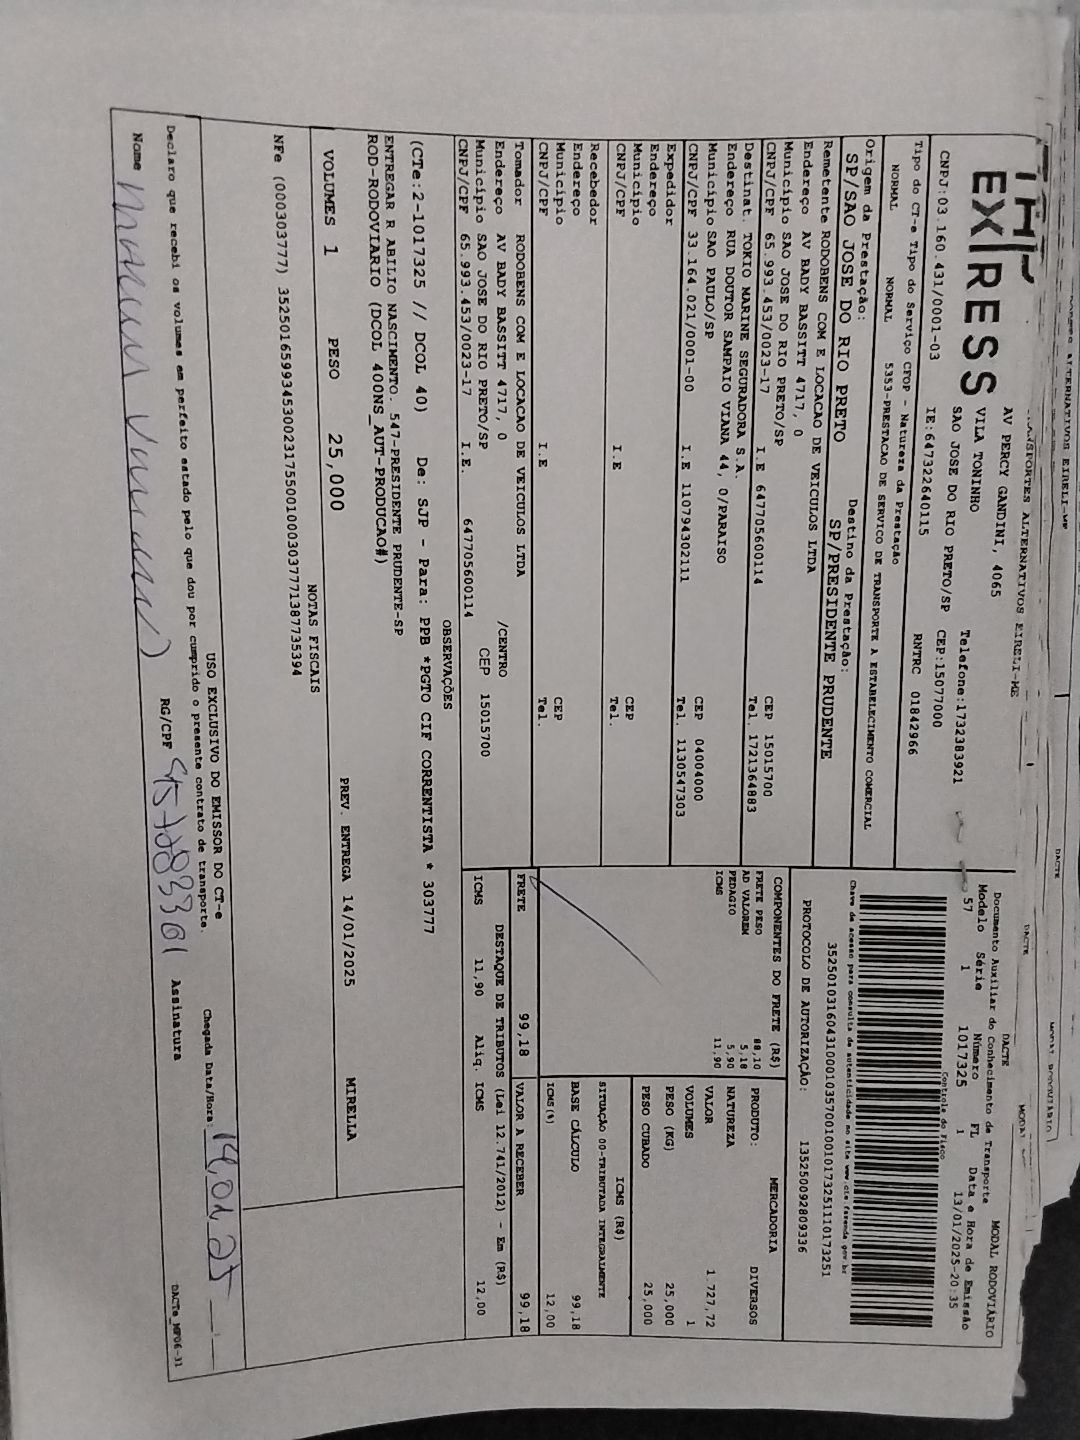 EX|RESS
TRANSPORTES ALTERNATIVOS EIRELI-ME
AV PERCY GANDINI, 4065
VILA TONINHO
SAO JOSE DO RIO PRETO/SP CEP:15077000
Telefone:1732383921
CNPJ:03.160.431/0001-03 IE:647322640115 RNTRC 01842966
Tipo do CT-e Tipo do Serviço CFOP - Natureza da Prestação
NORMAL NORMAL 5353-PRESTACAO DE SERVICO DE TRANSPORTE A ESTABELECIMENTO COMERCIAL
Origem da Prestação: Destino da Prestação:
SP/SAO JOSE DO RIO PRETO SP/PRESIDENTE PRUDENTE
Remetente RODOBENS COM E LOCACAO DE VEICULOS LTDA
Endereço AV BADY BASSITT 4717, 0
Município SAO JOSE DO RIO PRETO/SP CEP 15015700
CNPJ/CPF 65.993.453/0023-17 I.E 647705600114 Tel. 1721364883
Destinat. TOKIO MARINE SEGURADORA S.A.
Endereço RUA DOUTOR SAMPAIO VIANA 44, 0/PARAISO
Município SAO PAULO/SP CEP 04004000
CNPJ/CPF 33.164.021/0001-00 I.E 110794302111 Tel. 1130547303
Expedidor
Endereço
Município CEP
CNPJ/CPF I.E Tel.
Recebedor
Endereço
Município CEP
CNPJ/CPF I.E Tel.
Tomador RODOBENS COM E LOCACAO DE VEICULOS LTDA
Endereço AV BADY BASSITT 4717, 0 /CENTRO
Município SAO JOSE DO RIO PRETO/SP CEP 15015700
CNPJ/CPF 65.993.453/0023-17 I.E. 647705600114
DACTE MODAL RODOVIÁRIO
Documento Auxiliar do Conhecimento de Transporte
Modelo Série Número FL Data e Hora de Emissão
57 1 1017325 1 13/01/2025-20:35
Controle do Fisco
Chave de acesso para consulta de autenticidade no site www.cte.fazenda.gov.br
35250103160431000103570010010173251110173251
PROTOCOLO DE AUTORIZAÇÃO: 135250092809336
COMPONENTES DO FRETE (R$)
FRETE PESO 88,10
AD VALOREM 5,18
PEDAGIO 5,90
ICMS 11,90
MERCADORIA
PRODUTO: DIVERSOS
NATUREZA
VALOR 1.727,72
VOLUMES 1
PESO (KG) 25,000
PESO CUBADO 25,000
ICMS (R$)
SITUAÇÃO 00-TRIBUTADA INTEGRALMENTE
BASE CÁLCULO 99,18
ICMS(%) 12,00
FRETE 99,18 VALOR A RECEBER 99,18
DESTAQUE DE TRIBUTOS (Lei 12.741/2012) - Em (R$)
ICMS 11,90 Aliq. ICMS 12,00
OBSERVAÇÕES
(CTe:2-1017325 // DCOL 40) De: SJP - Para: PPB *PGTO CIF CORRENTISTA * 303777
ENTREGAR R ABILIO NASCIMENTO. 547-PRESIDENTE PRUDENTE-SP
ROD-RODOVIARIO (DCOL 400NS_AUT-PRODUCAO#)
VOLUMES 1 PESO 25,000 PREV. ENTREGA 14/01/2025 MIRELLA
NOTAS FISCAIS
NFe (000303777) 35250165993453002317550010003037771387735394
USO EXCLUSIVO DO EMISSOR DO CT-e
Declaro que recebi os volumes em perfeito estado pelo que dou por cumprido o presente contrato de transporte.
Chegada Data/Hora: 14,01,25
Nome RG/CPF Assinatura
DACTe_MP06-31